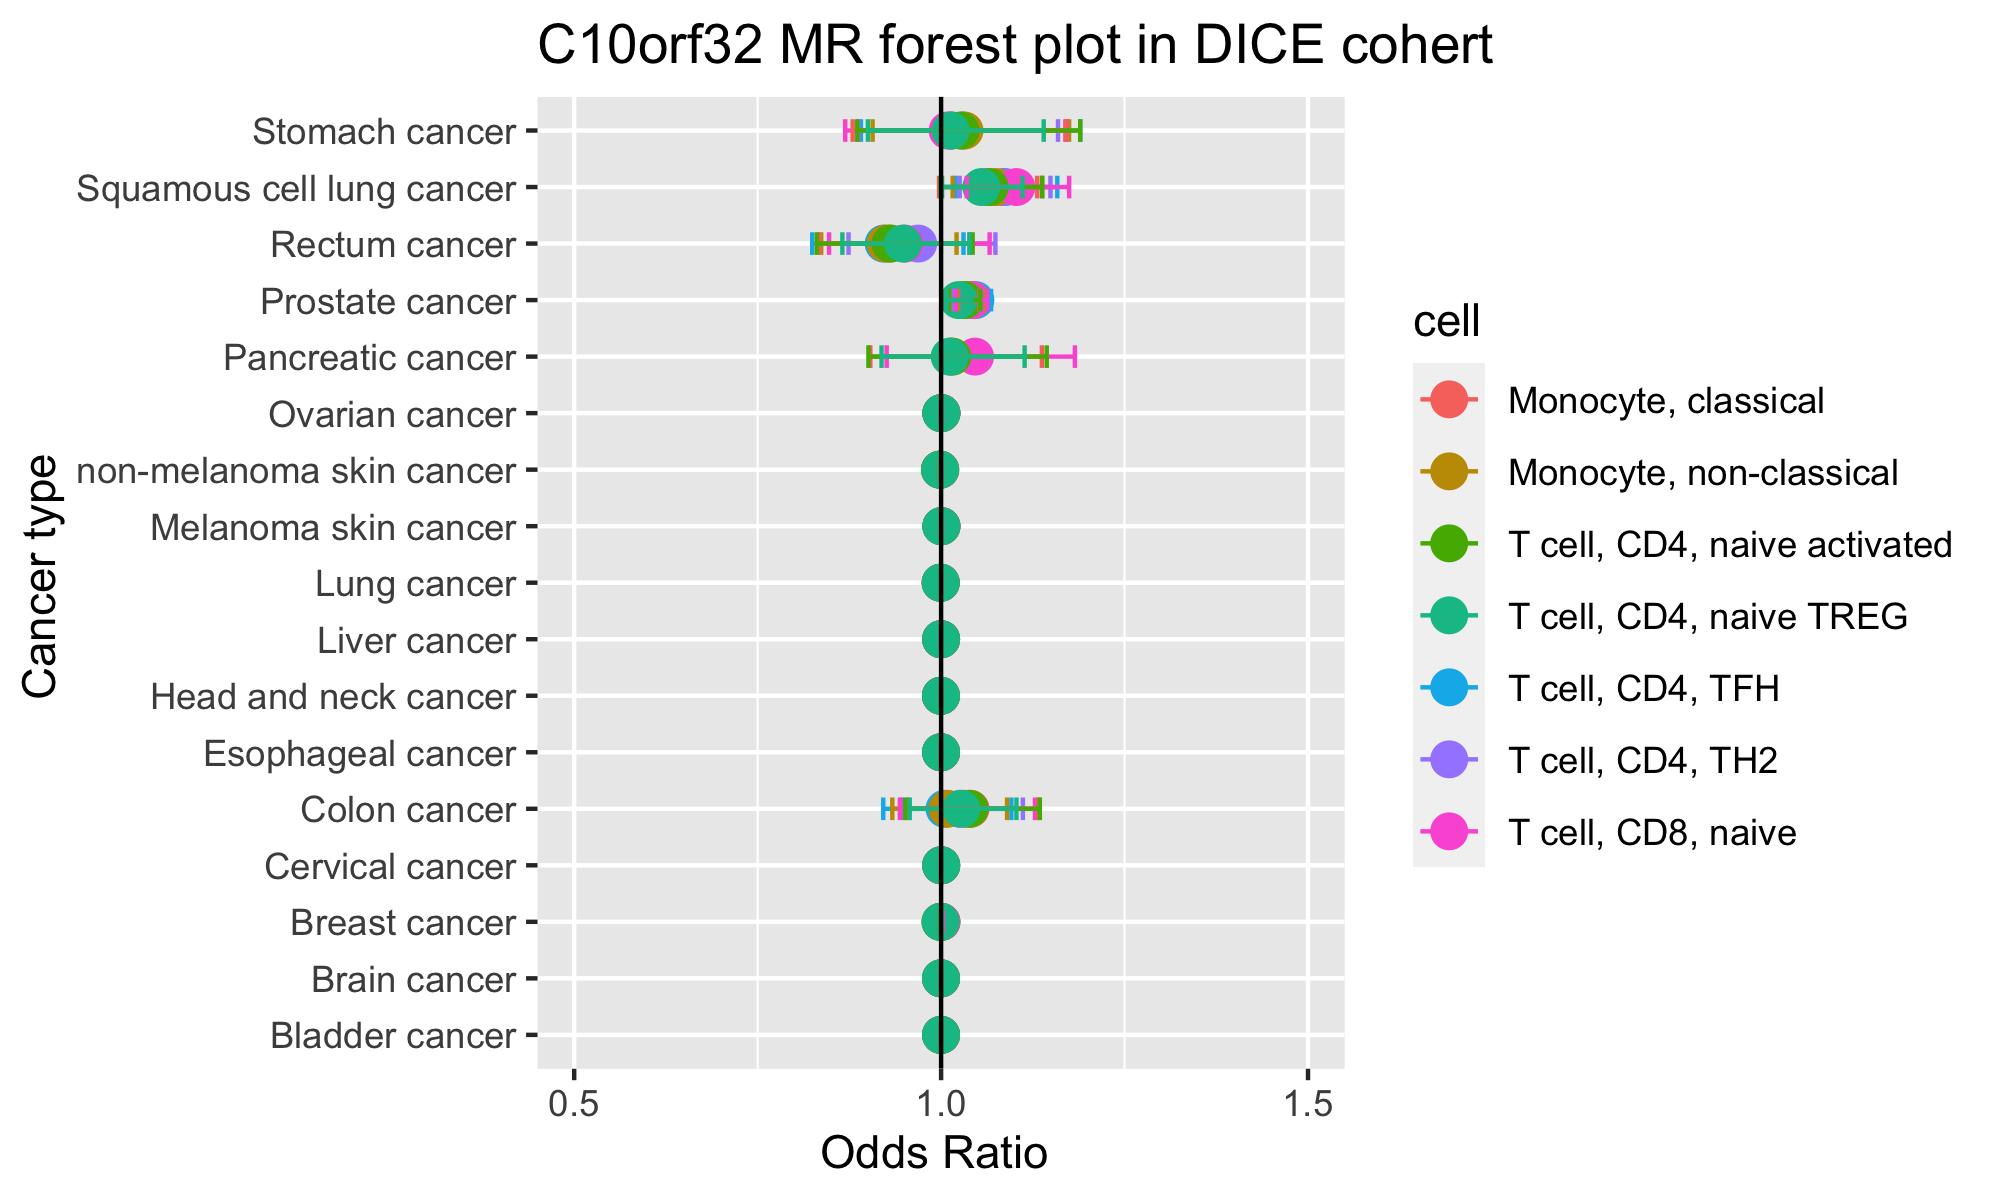 C10orf32 MR forest plot in DICE cohert
Cancer type
Stomach cancer
Squamous cell lung cancer
Rectum cancer
Prostate cancer
Pancreatic cancer
Ovarian cancer
non-melanoma skin cancer
Melanoma skin cancer
Lung cancer
Liver cancer
Head and neck cancer
Esophageal cancer
Colon cancer
Cervical cancer
Breast cancer
Brain cancer
Bladder cancer
0.5 1.0 1.5
Odds Ratio
cell
Monocyte, classical
Monocyte, non-classical
T cell, CD4, naive activated
T cell, CD4, naive TREG
T cell, CD4, TFH
T cell, CD4, TH2
T cell, CD8, naive